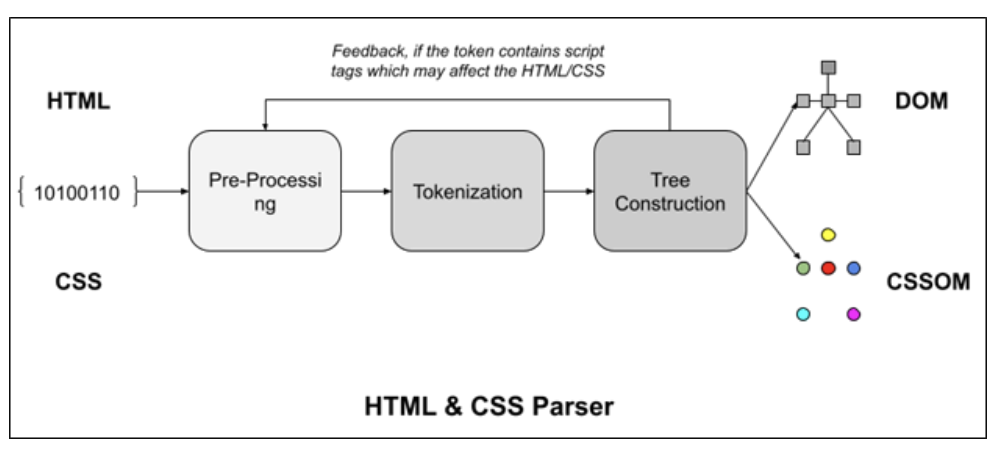 Feedback, if the token contains script
tags which may affect the HTML/CSS
HTML
DOM
{ 10100110 }
Pre-Processi
ng
Tokenization
Tree
Construction
CSS
CSSOM
HTML & CSS Parser